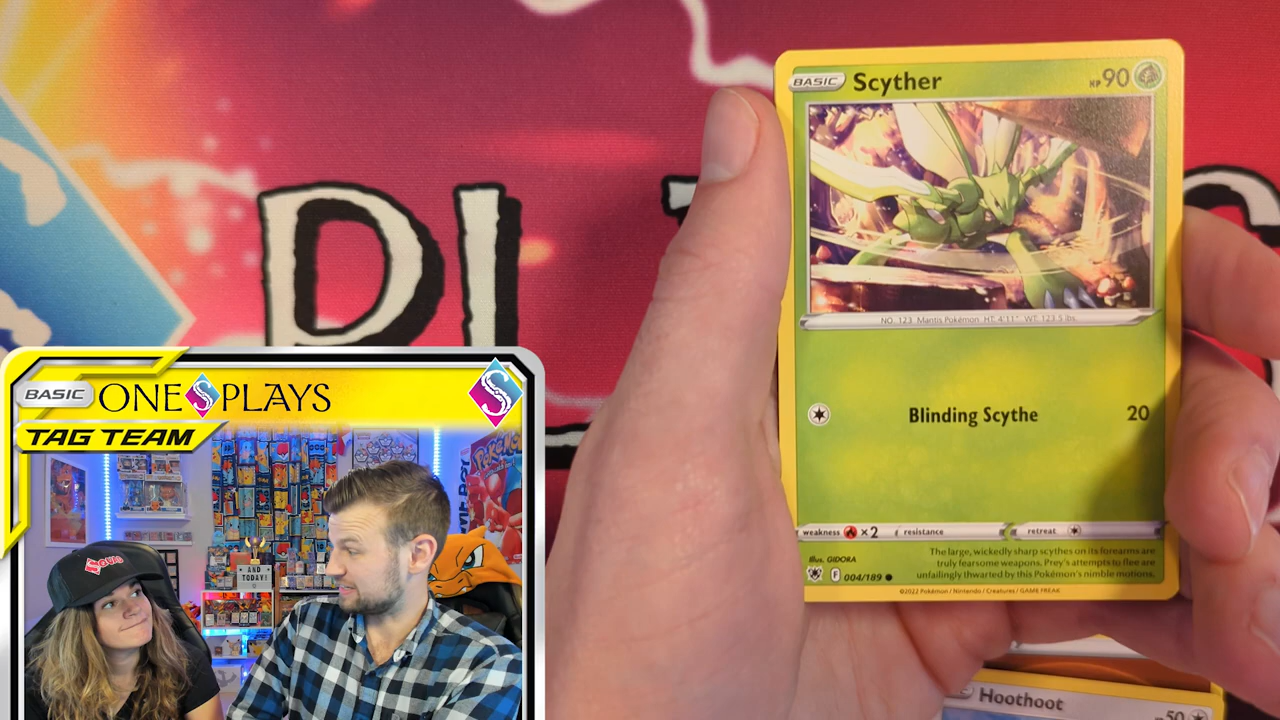 BASIC Scyther HP 90
NO. 123 Mantis Pokémon HT: 4'11" WT: 123.5 lbs.
Blinding Scythe 20
weakness ×2 resistance retreat
Illus. GIDORA
The large, wickedly sharp scythes on its forearms are
truly fearsome weapons. Prey's attempts to flee are
unfailingly thwarted by this Pokémon's nimble motions.
F 004/189
©2022 Pokémon / Nintendo / Creatures / GAME FREAK
Hoothoot
50
PL
BASIC ONE S PLAYS S
TAG TEAM
AND
TODAY!